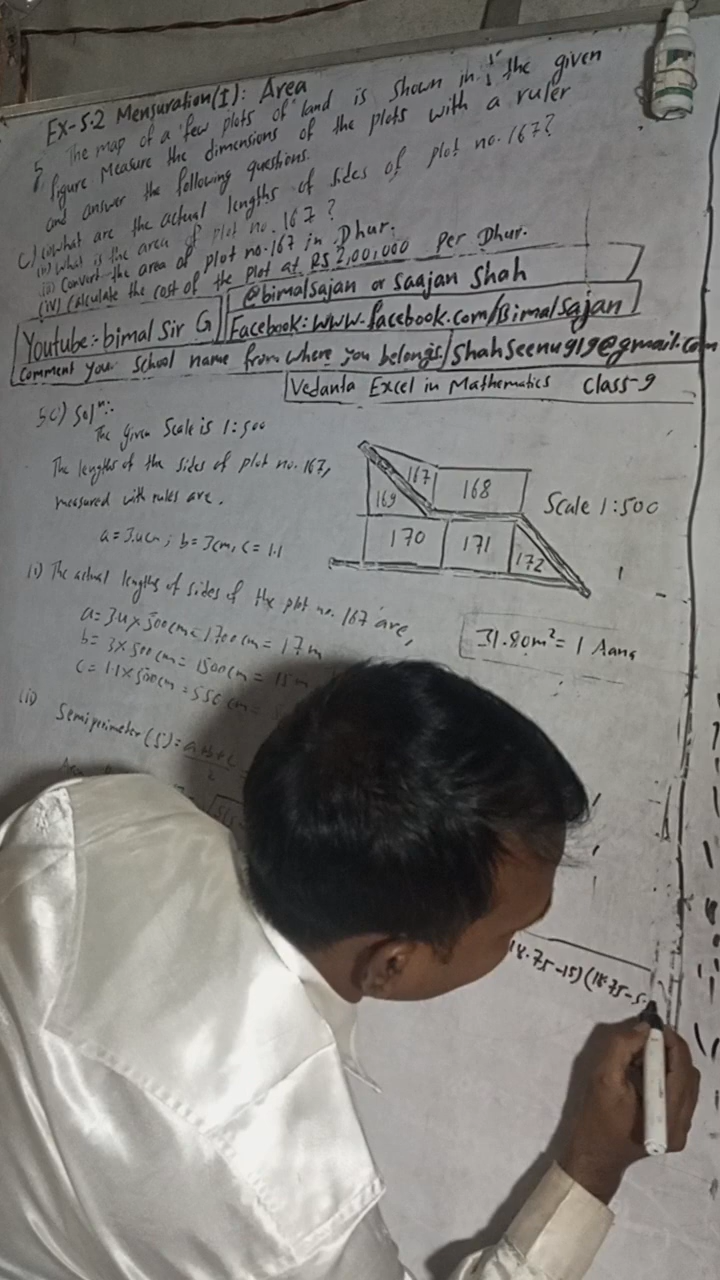 Ex-5.2 Mensuration(I): Area
5. The map of a few plots of land is shown in the given
figure Measure the dimensions of the plots with a ruler
and answer the following questions.
c) (i) What are the actual lengths of sides of plot no. 167?
(ii) What is the area of plot no. 167?
(iii) Convert the area of plot no. 167 in Dhur.
(iv) Calculate the cost of the plot at RS 2,00,000 per Dhur.
@bimalsajan or Saajan Shah
Youtube:- bimal Sir G
Facebook: www.facebook.com/Bimalsajan
Comment your School name from where you belongs/ShahSeenu919@gmail.com
Vedanta Excel in Mathematics Class-9
5c) Solⁿ:
The given Scale is 1:500
The lengths of the sides of plot no. 167,
measured with rules are.
a = 3.4cm; b = 3cm, c = 1.1
167
168
169
Scale 1:500
170
171
172
(i) The actual lengths of sides of the plot no. 167 are,
a = 3.4 x 500cm = 1700cm = 17m
b = 3 x 500cm = 1500cm = 15m
c = 1.1 x 500cm = 550cm =
31.80m² = 1 Aana
(ii) Semiperimeter (S) = a+b+c/2
18.75-15)(18.75-5.